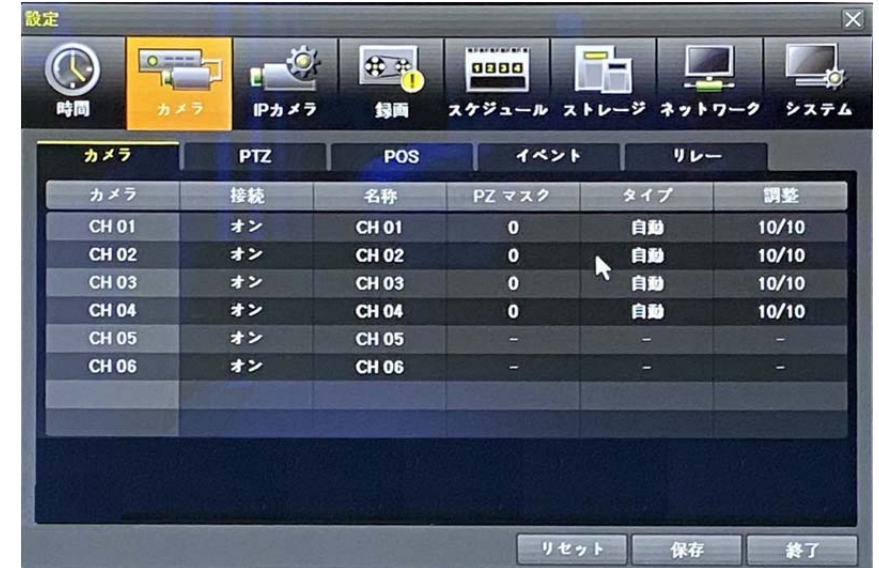 設定
時間 カメラ IPカメラ 録画 スケジュール ストレージ ネットワーク システム
カメラ PTZ POS イベント リレー
カメラ 接続 名称 PZ マスク タイプ 調整
CH 01 オン CH 01 0 自動 10/10
CH 02 オン CH 02 0 自動 10/10
CH 03 オン CH 03 0 自動 10/10
CH 04 オン CH 04 0 自動 10/10
CH 05 オン CH 05 - - -
CH 06 オン CH 06 - - -
リセット 保存 終了